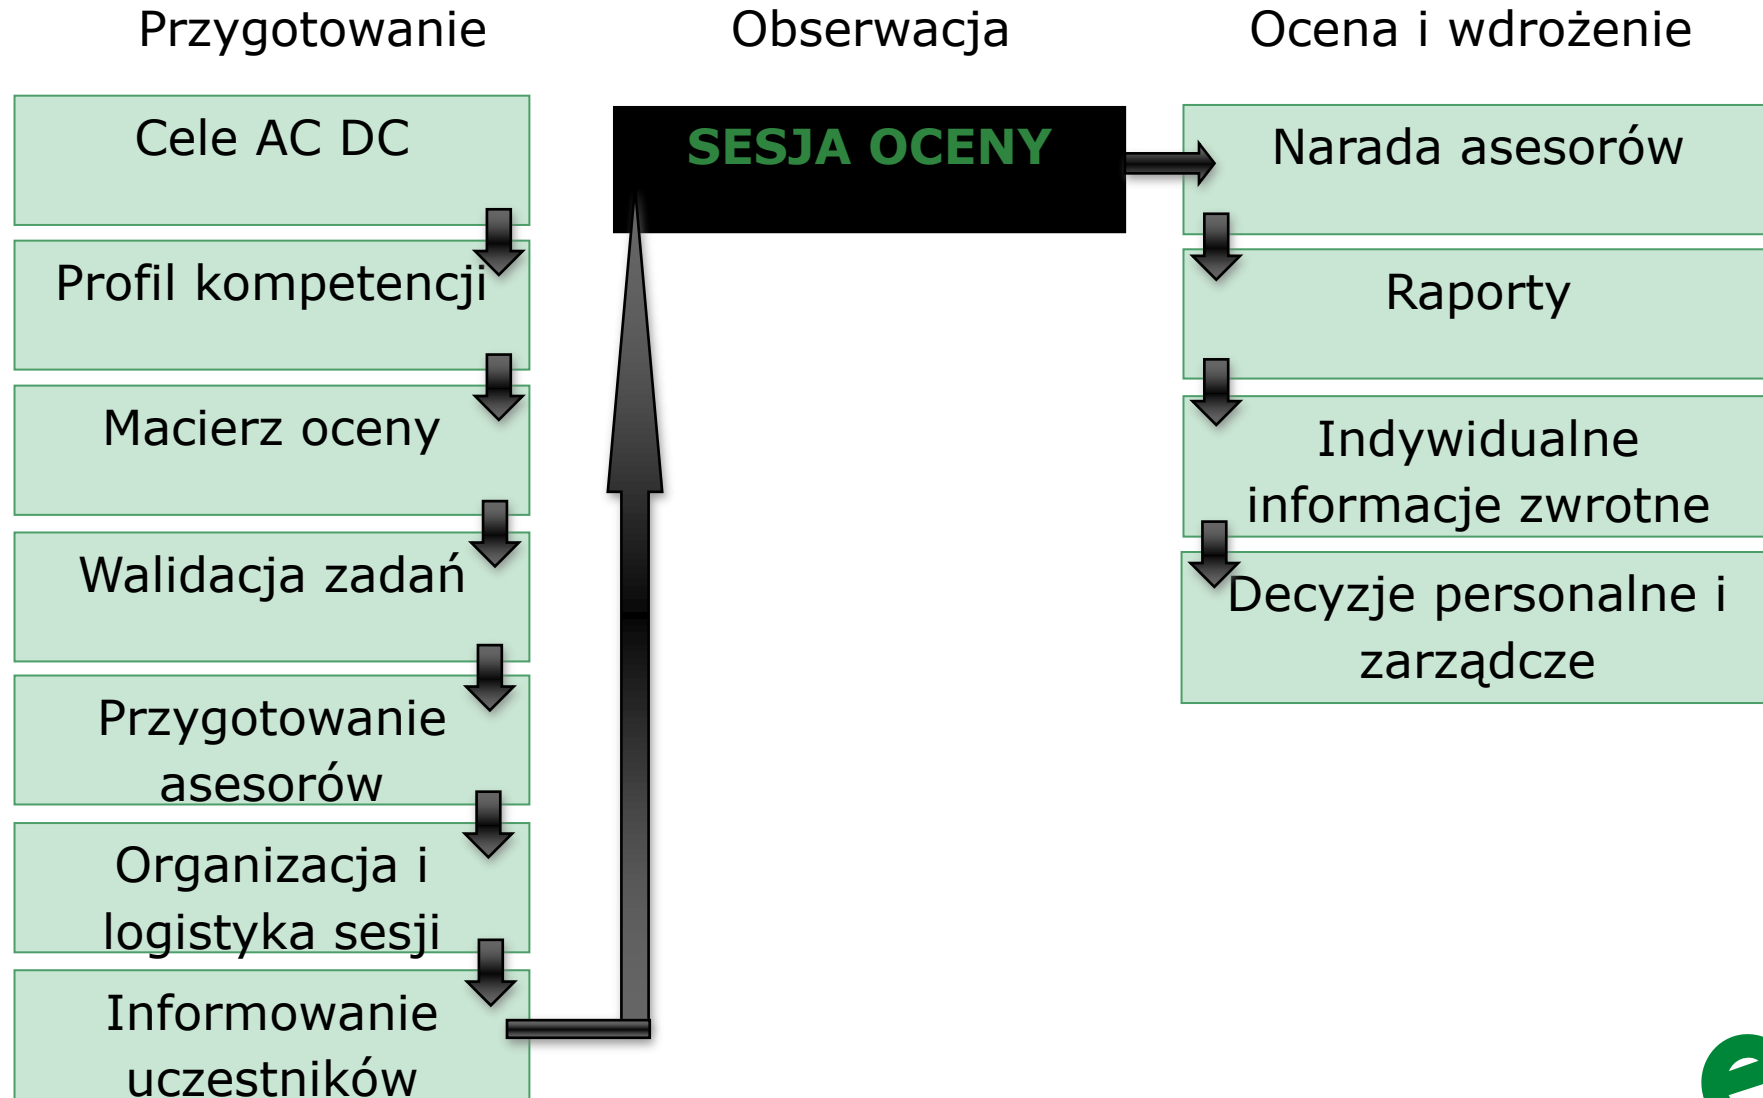 Przygotowanie
Obserwacja
Ocena i wdrożenie
Cele AC DC
Profil kompetencji
Macierz oceny
Walidacja zadań
Przygotowanie
asesorów
Organizacja i
logistyka sesji
Informowanie
uczestników
SESJA OCENY
Narada asesorów
Raporty
Indywidualne
informacje zwrotne
Decyzje personalne i
zarządcze
e